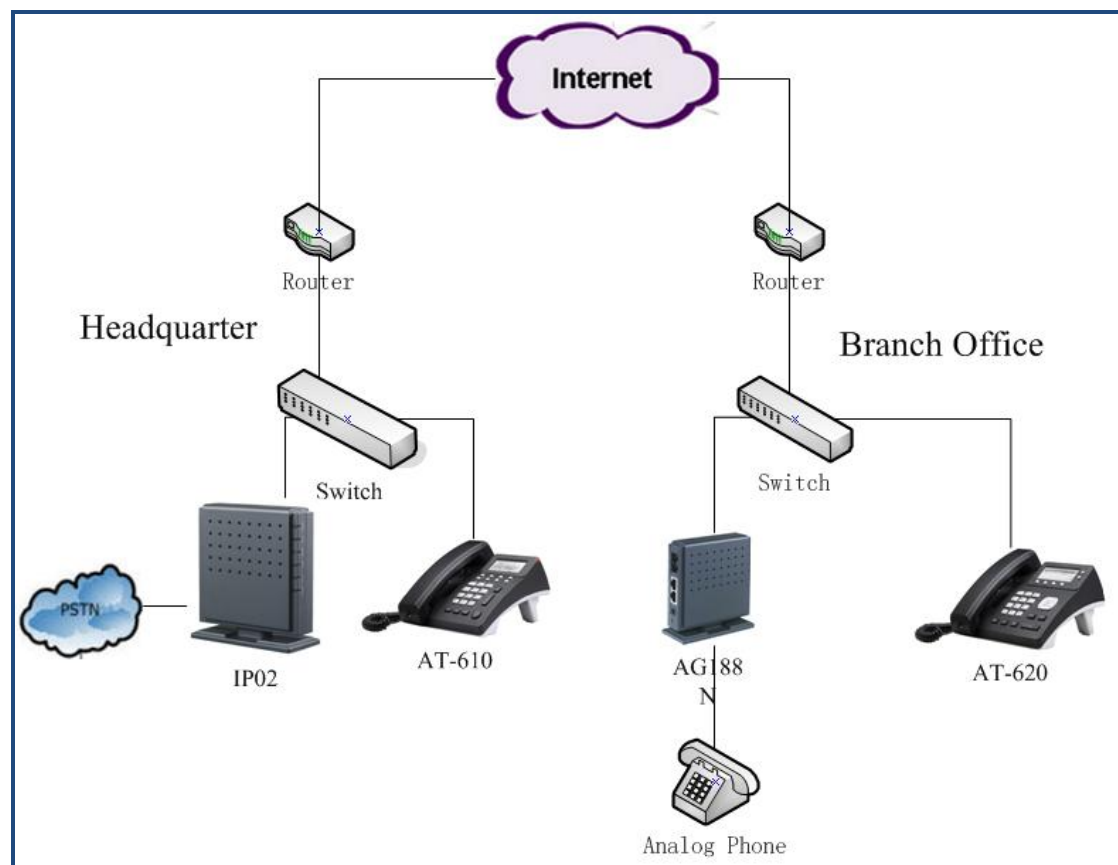 Internet
Router
Router
Headquarter
Branch Office
Switch
Switch
PSTN
IP02
AT-610
AG188
N
AT-620
Analog Phone